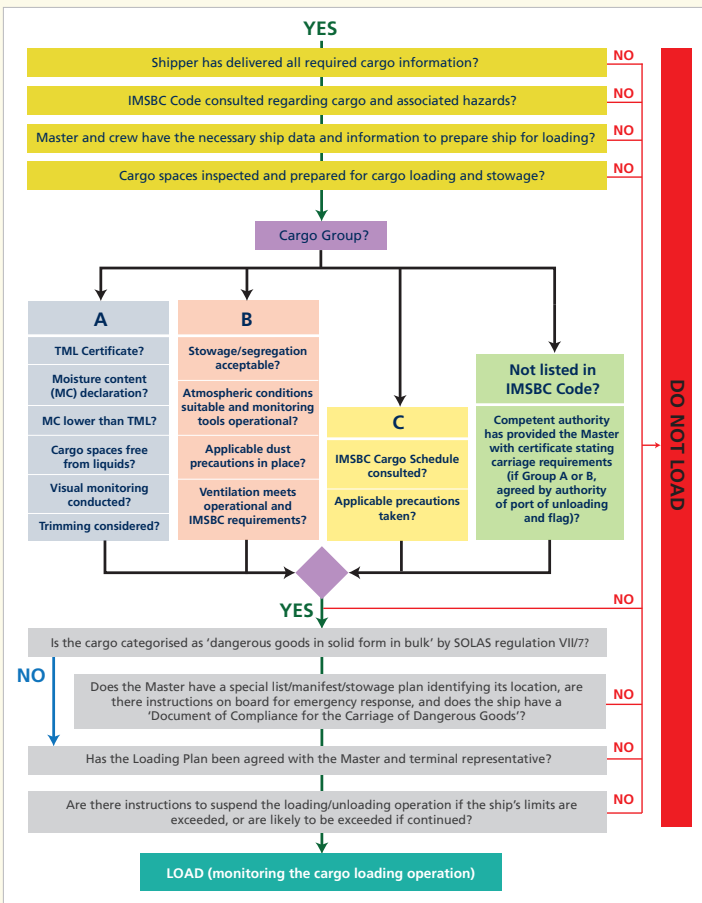 YES
Shipper has delivered all required cargo information?
NO
IMSBC Code consulted regarding cargo and associated hazards?
NO
Master and crew have the necessary ship data and information to prepare ship for loading?
NO
Cargo spaces inspected and prepared for cargo loading and stowage?
NO
Cargo Group?
A
TML Certificate?
Moisture content
(MC) declaration?
MC lower than TML?
Cargo spaces free
from liquids?
Visual monitoring
conducted?
Trimming considered?
B
Stowage/segregation
acceptable?
Atmospheric conditions
suitable and monitoring
tools operational?
Applicable dust
precautions in place?
Ventilation meets
operational and
IMSBC requirements?
C
IMSBC Cargo Schedule
consulted?
Applicable precautions
taken?
Not listed in
IMSBC Code?
Competent authority
has provided the Master
with certificate stating
carriage requirements
(if Group A or B,
agreed by authority
of port of unloading
and flag)?
DO NOT LOAD
YES
NO
Is the cargo categorised as ‘dangerous goods in solid form in bulk’ by SOLAS regulation VII/7?
NO
Does the Master have a special list/manifest/stowage plan identifying its location, are
there instructions on board for emergency response, and does the ship have a
‘Document of Compliance for the Carriage of Dangerous Goods’?
NO
Has the Loading Plan been agreed with the Master and terminal representative?
NO
Are there instructions to suspend the loading/unloading operation if the ship’s limits are
exceeded, or are likely to be exceeded if continued?
NO
LOAD (monitoring the cargo loading operation)